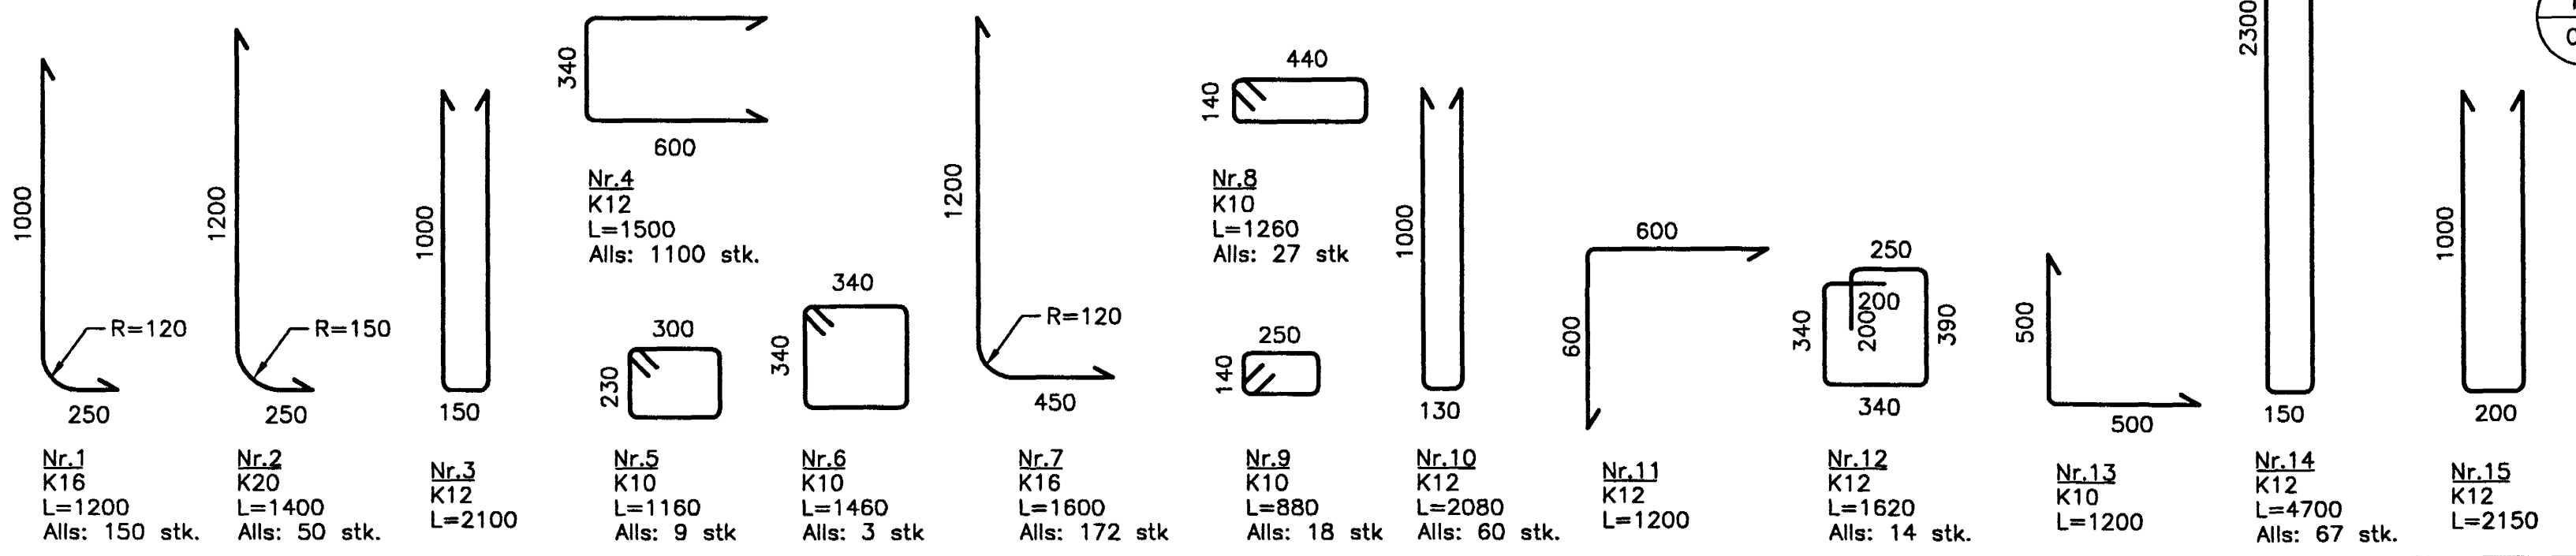 1000
R=120
250
Nr.1
K16
L=1200
Alls: 150 stk.
1200
R=150
250
Nr.2
K20
L=1400
Alls: 50 stk.
1000
150
Nr.3
K12
L=2100
340
600
Nr.4
K12
L=1500
Alls: 1100 stk.
300
230
Nr.5
K10
L=1160
Alls: 9 stk
340
340
Nr.6
K10
L=1460
Alls: 3 stk
1200
R=120
450
Nr.7
K16
L=1600
Alls: 172 stk
440
140
Nr.8
K10
L=1260
Alls: 27 stk
250
140
Nr.9
K10
L=880
Alls: 18 stk
1000
130
Nr.10
K12
L=2080
Alls: 60 stk.
600
600
Nr.11
K12
L=1200
250
200
200
340
390
340
Nr.12
K12
L=1620
Alls: 14 stk.
500
500
Nr.13
K10
L=1200
2300
150
Nr.14
K12
L=4700
Alls: 67 stk.
1000
200
Nr.15
K12
L=2150